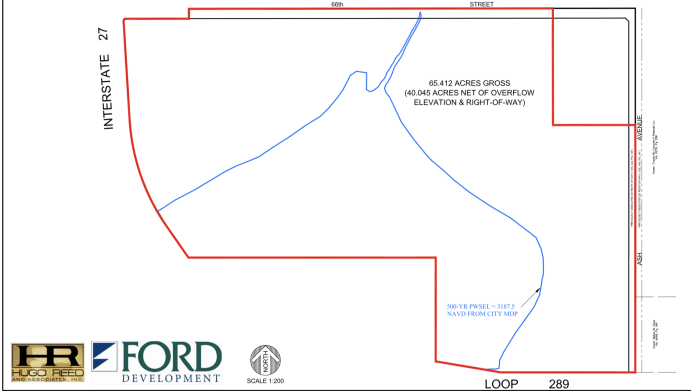 66th STREET
INTERSTATE 27
65.412 ACRES GROSS
(40.045 ACRES NET OF OVERFLOW
ELEVATION & RIGHT-OF-WAY)
AVENUE
ASH
500-YR PWSEL = 3187.5
NAVD FROM CITY MDP
HR
HUGO REED
AND ASSOCIATES, INC.
FORD
DEVELOPMENT
NORTH
SCALE 1:200
LOOP 289